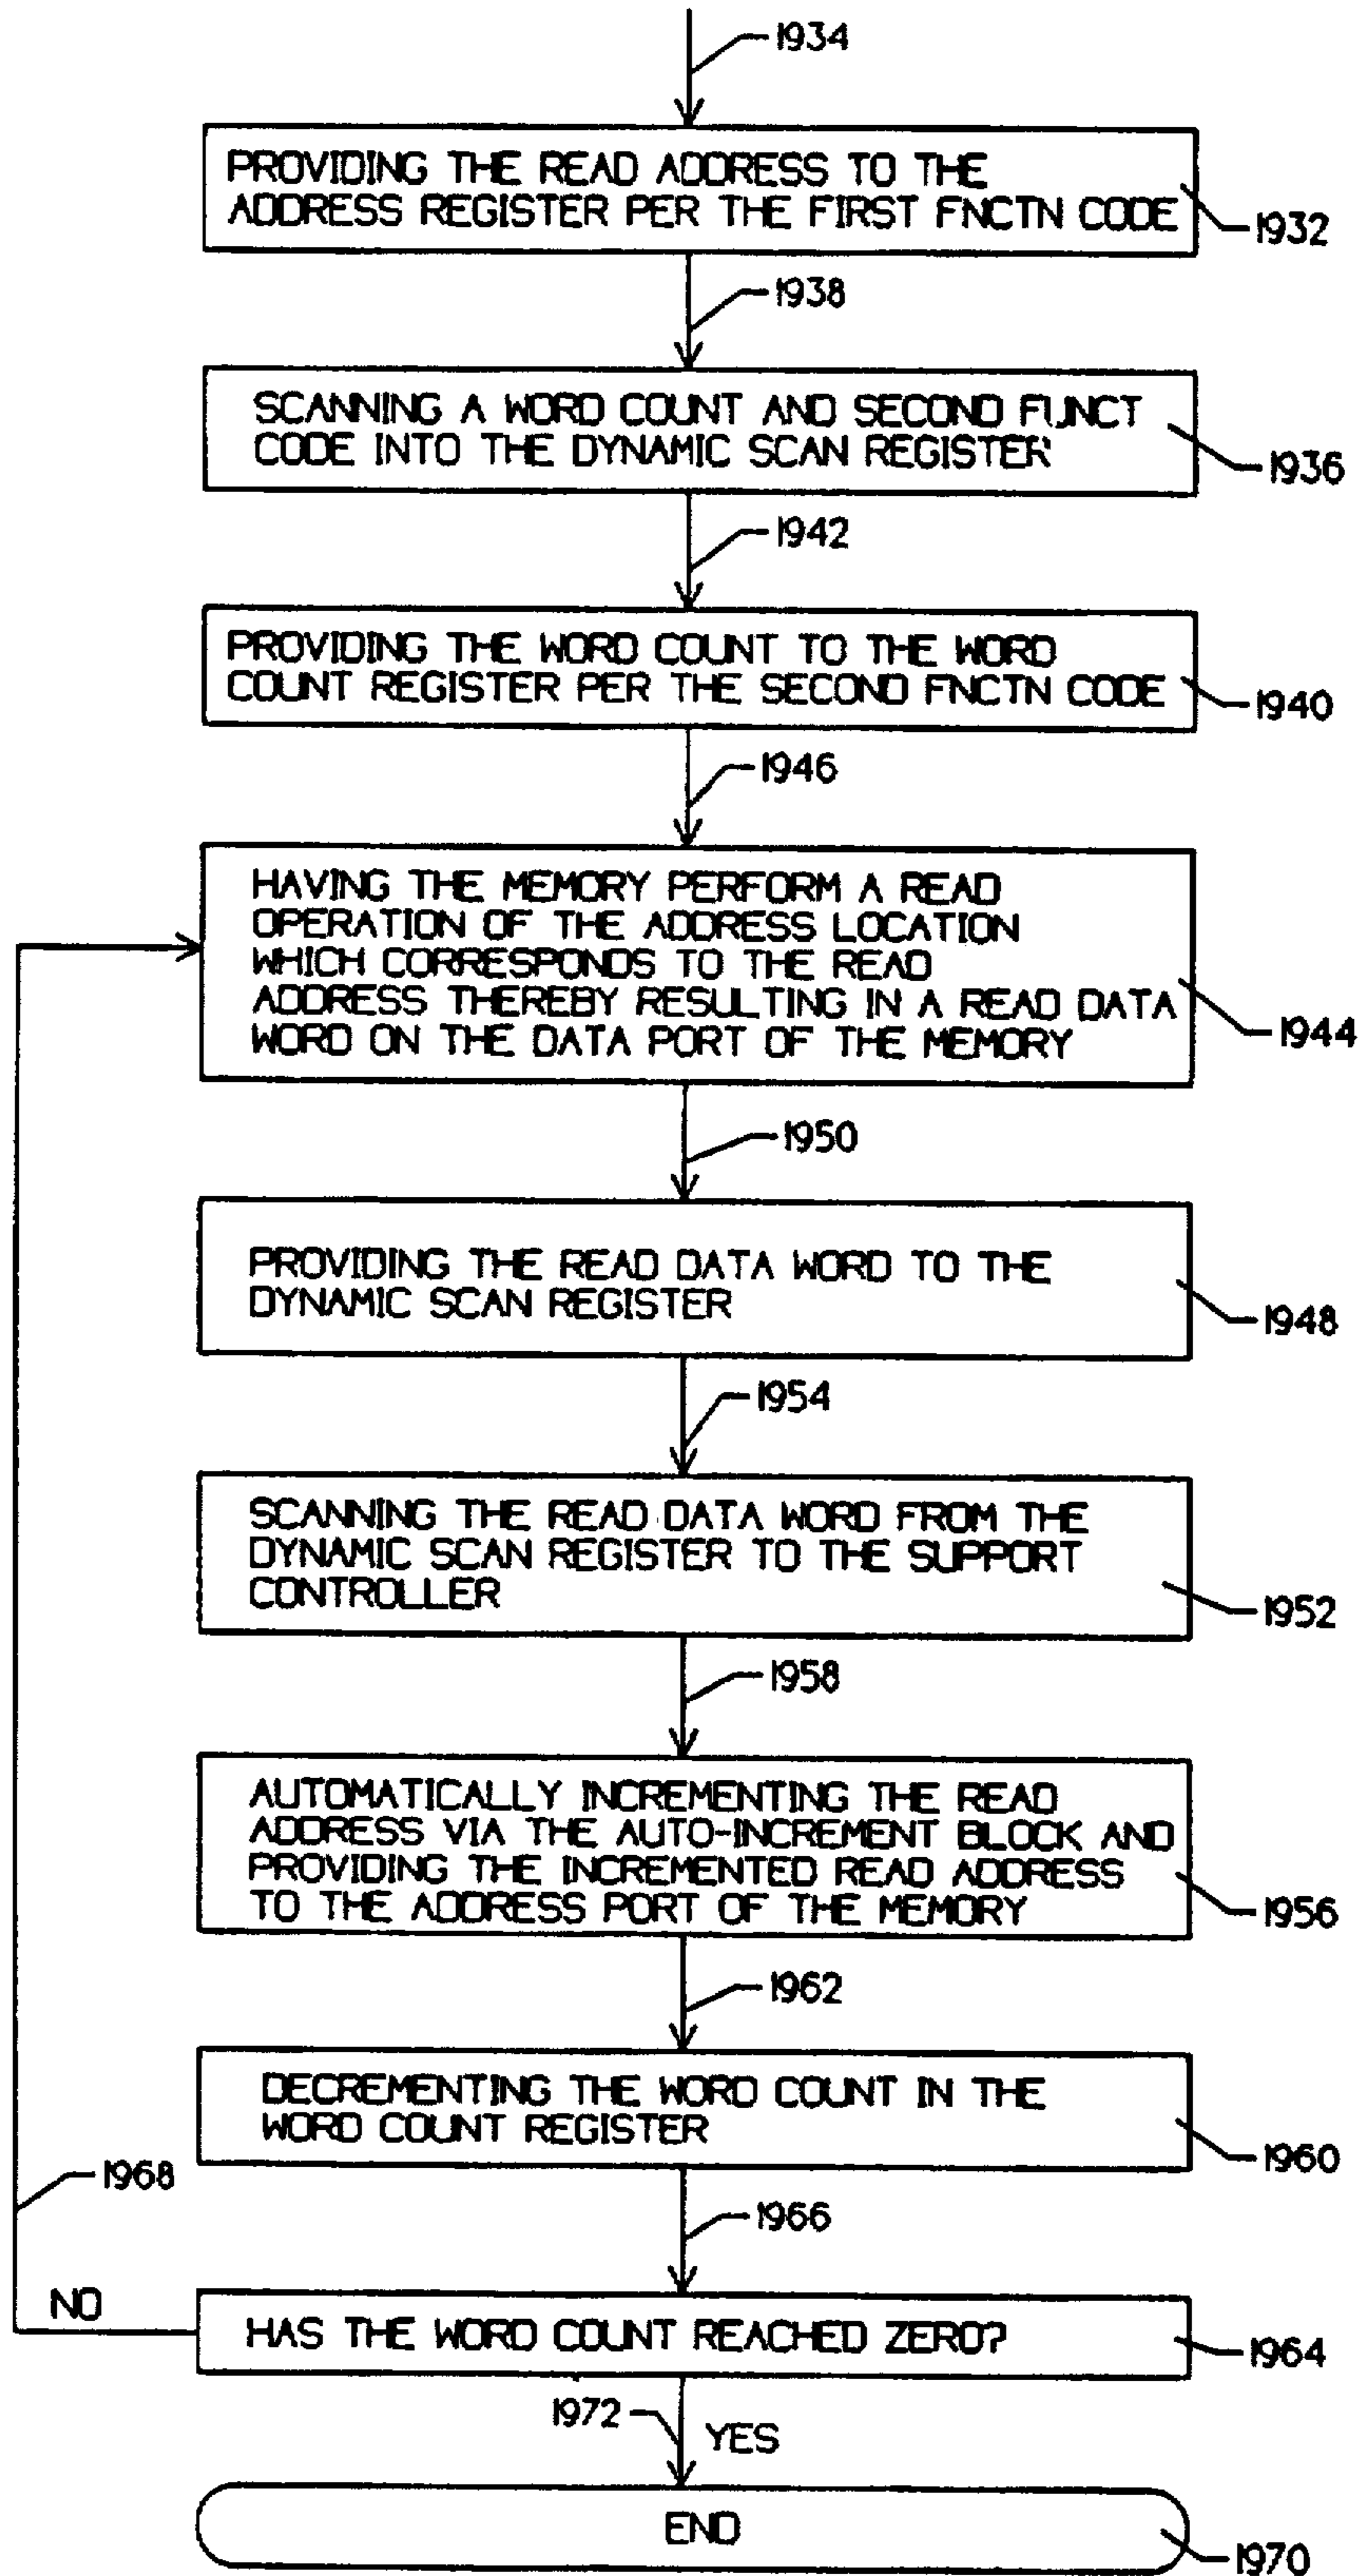 1934
PROVIDING THE READ ADDRESS TO THE
ADDRESS REGISTER PER THE FIRST FNCTN CODE
1932
1938
SCANNING A WORD COUNT AND SECOND FUNCT
CODE INTO THE DYNAMIC SCAN REGISTER
1936
1942
PROVIDING THE WORD COUNT TO THE WORD
COUNT REGISTER PER THE SECOND FNCTN CODE
1940
1946
HAVING THE MEMORY PERFORM A READ
OPERATION OF THE ADDRESS LOCATION
WHICH CORRESPONDS TO THE READ
ADDRESS THEREBY RESULTING IN A READ DATA
WORD ON THE DATA PORT OF THE MEMORY
1944
1950
PROVIDING THE READ DATA WORD TO THE
DYNAMIC SCAN REGISTER
1948
1954
SCANNING THE READ DATA WORD FROM THE
DYNAMIC SCAN REGISTER TO THE SUPPORT
CONTROLLER
1952
1958
AUTOMATICALLY INCREMENTING THE READ
ADDRESS VIA THE AUTO-INCREMENT BLOCK AND
PROVIDING THE INCREMENTED READ ADDRESS
TO THE ADDRESS PORT OF THE MEMORY
1956
1962
DECREMENTING THE WORD COUNT IN THE
WORD COUNT REGISTER
1960
1968
1966
NO
HAS THE WORD COUNT REACHED ZERO?
1964
1972
YES
END
1970